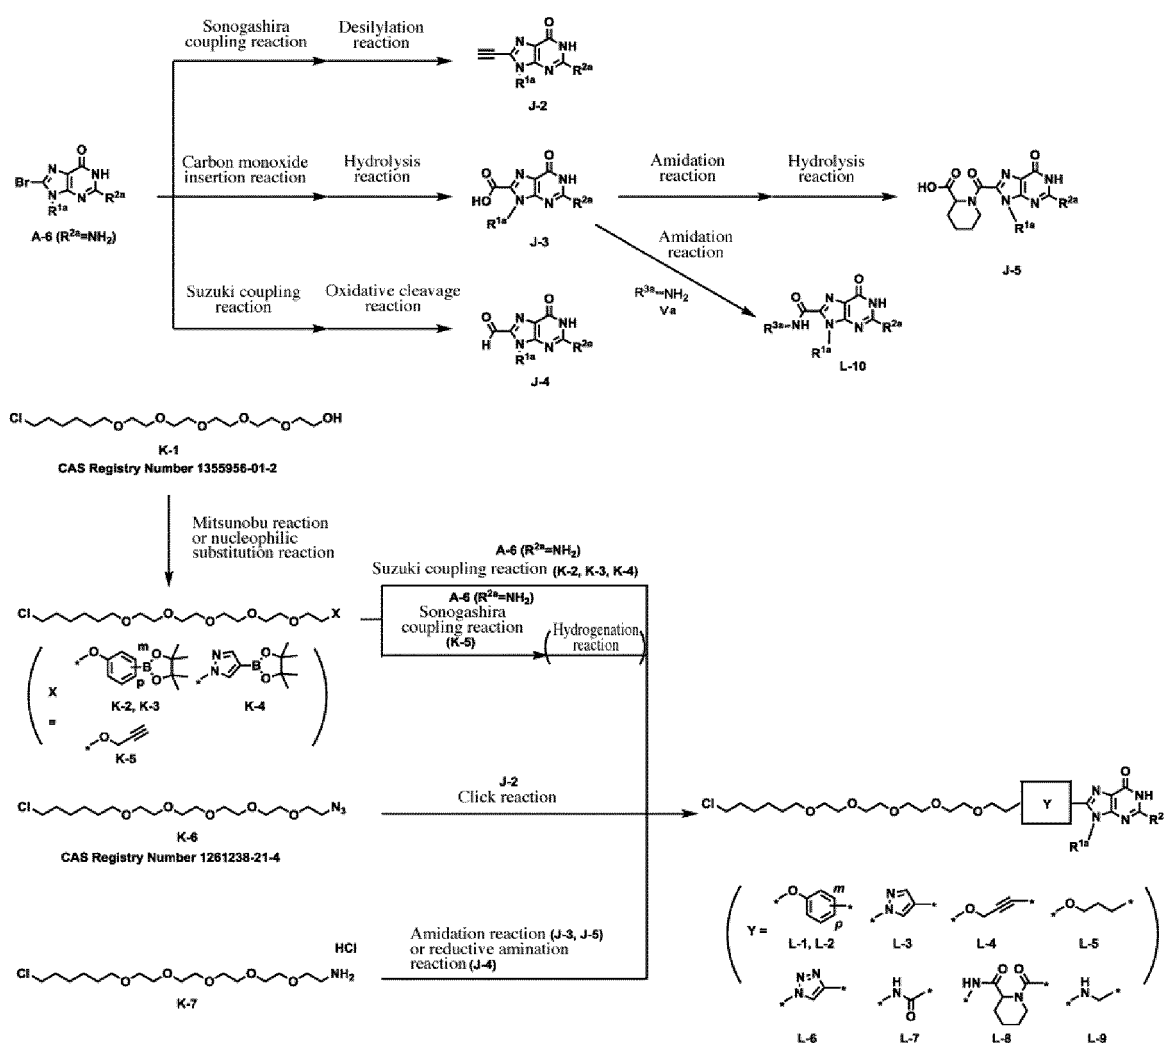 Sonogashira
coupling reaction
Desilylation
reaction
J-2
Carbon monoxide
insertion reaction
Hydrolysis
reaction
A-6 (R2a=NH2)
J-3
Amidation
reaction
Hydrolysis
reaction
J-5
Amidation
reaction
R3a–NH2
Va
L-10
Suzuki coupling
reaction
Oxidative cleavage
reaction
J-4
K-1
CAS Registry Number 1355956-01-2
Mitsunobu reaction
or nucleophilic
substitution reaction
A-6 (R2a=NH2)
Suzuki coupling reaction (K-2, K-3, K-4)
A-6 (R2a=NH2)
Sonogashira
coupling reaction
(K-5)
(Hydrogenation
reaction)
X
=
m
p
K-2, K-3
K-4
K-5
K-6
CAS Registry Number 1261238-21-4
J-2
Click reaction
Y
HCl
K-7
Amidation reaction (J-3, J-5)
or reductive amination
reaction (J-4)
Y =
m
p
L-1, L-2
L-3
L-4
L-5
L-6
L-7
L-8
L-9